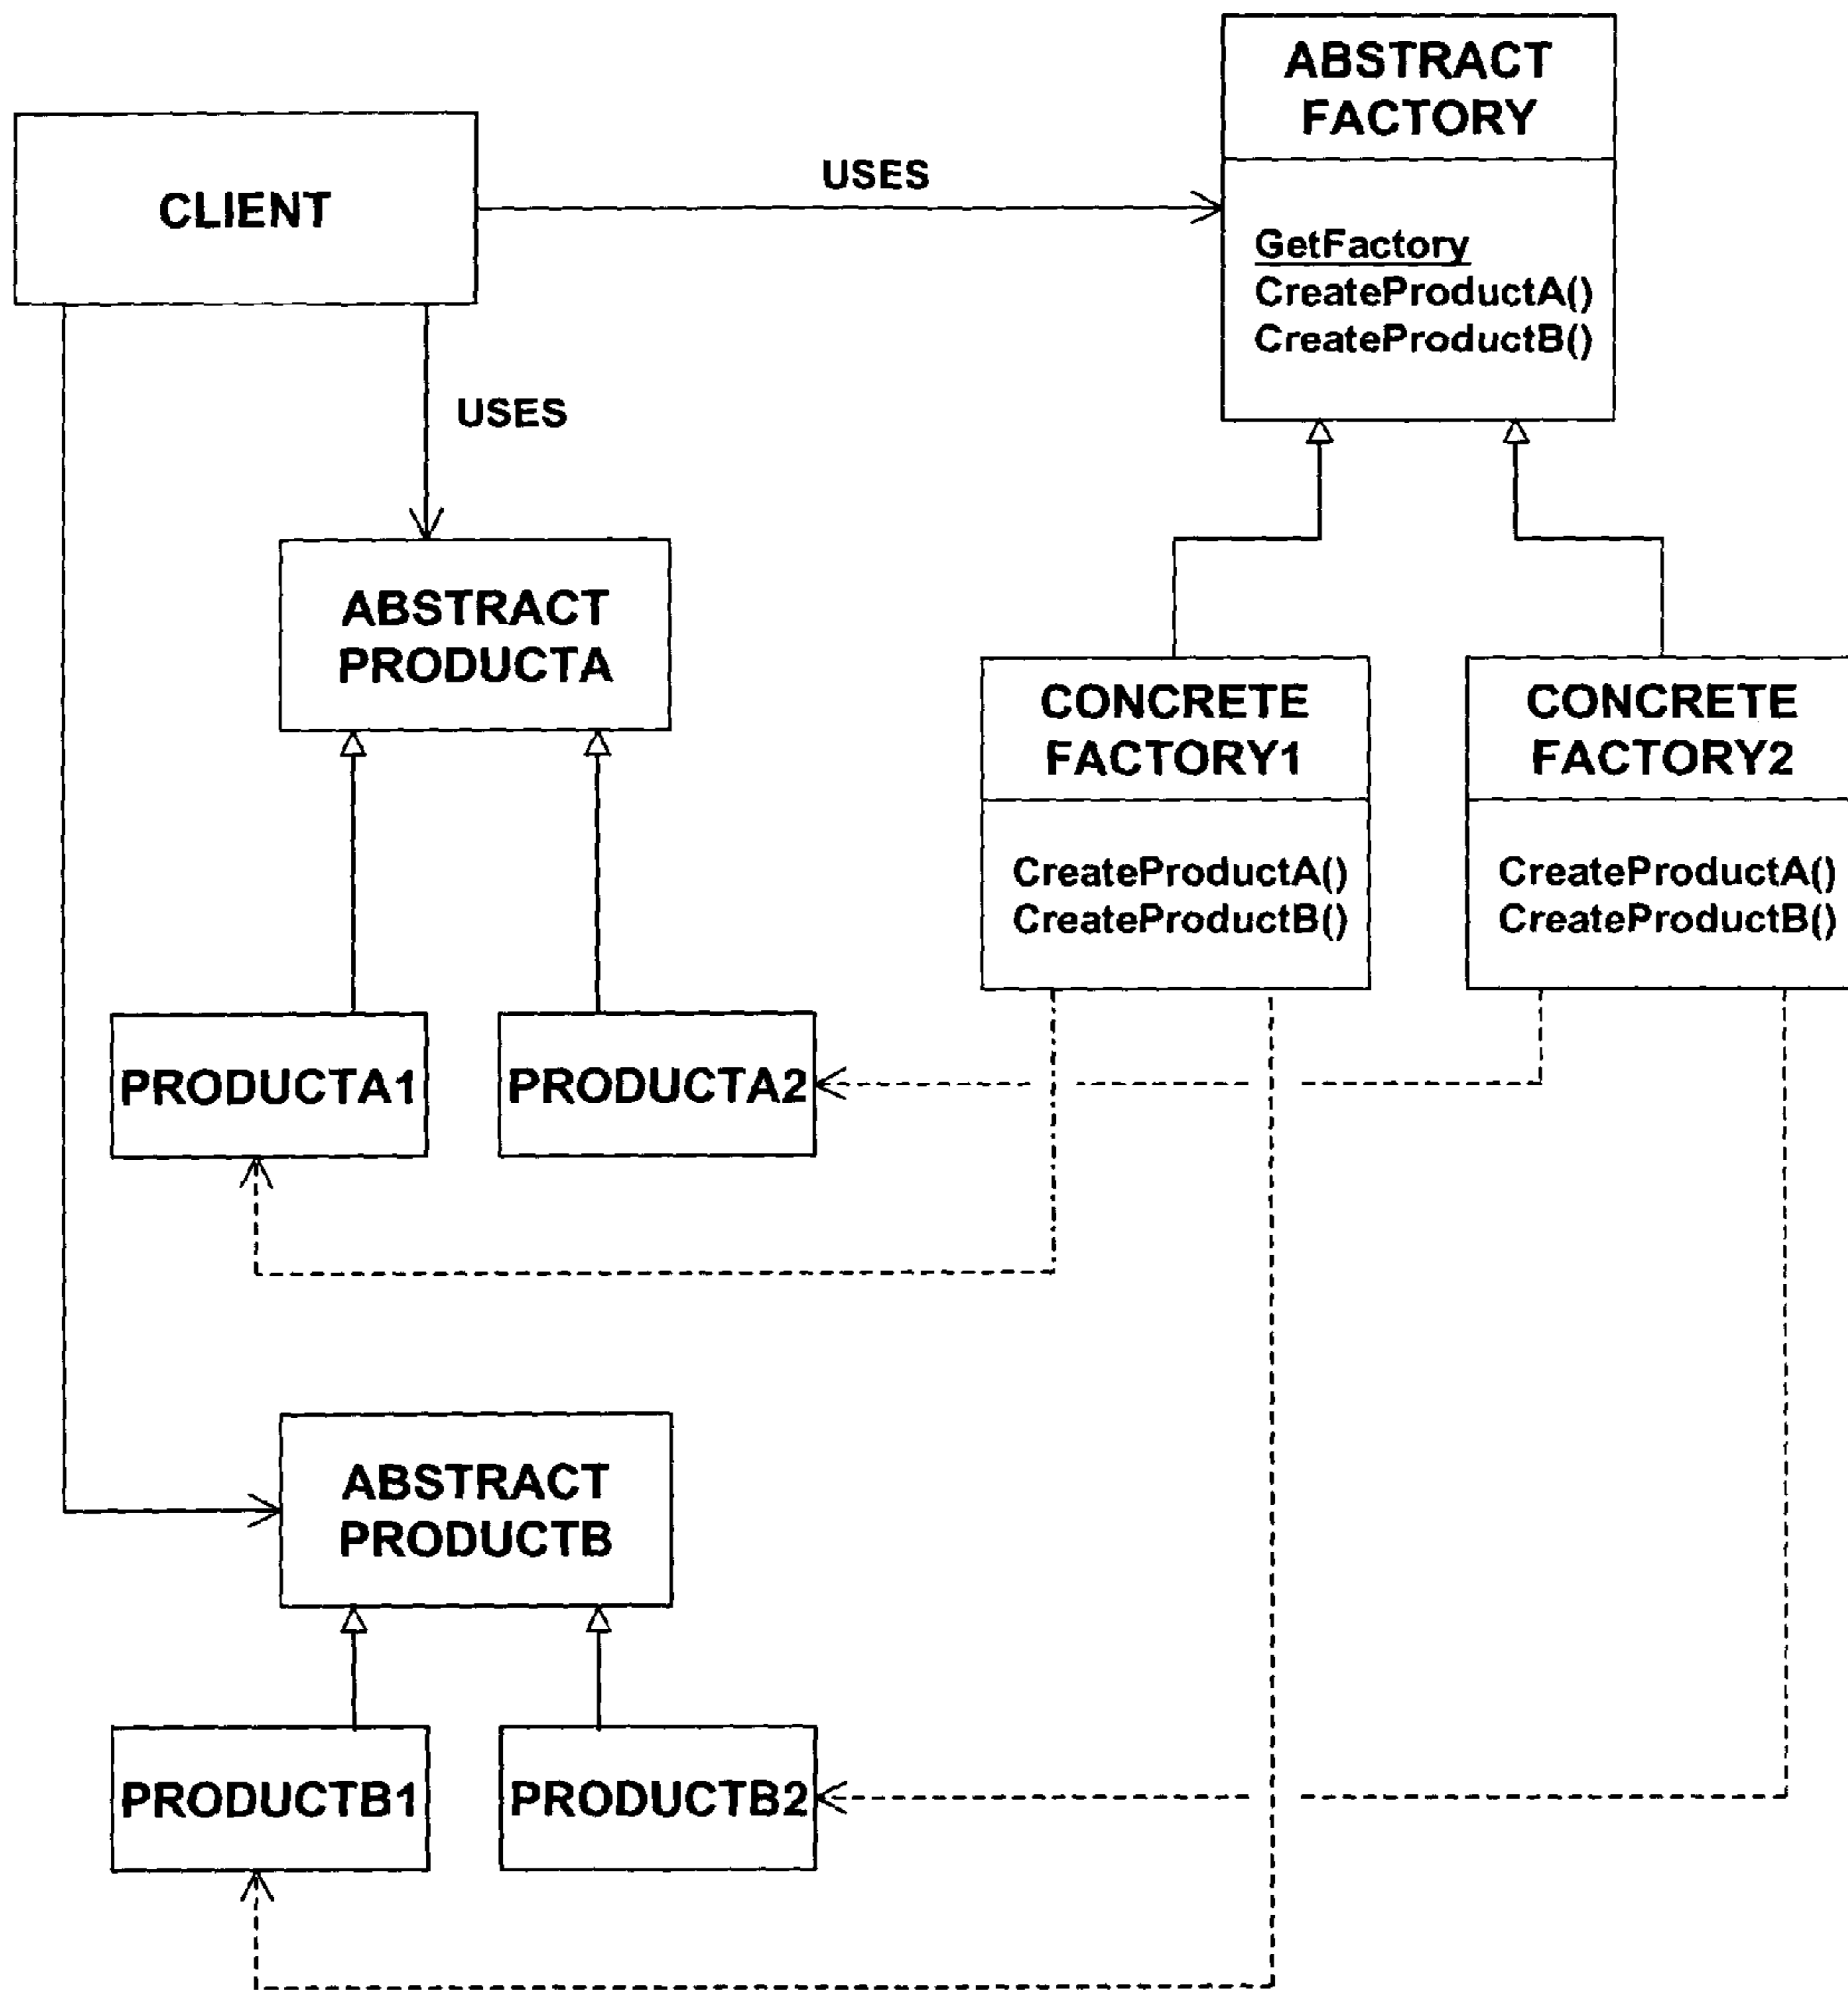 ABSTRACT
FACTORY
CLIENT
USES
GetFactory
CreateProductA()
CreateProductB()
USES
ABSTRACT
PRODUCTA
CONCRETE
FACTORY1
CreateProductA()
CreateProductB()
CONCRETE
FACTORY2
CreateProductA()
CreateProductB()
PRODUCTA1
PRODUCTA2
ABSTRACT
PRODUCTB
PRODUCTB1
PRODUCTB2